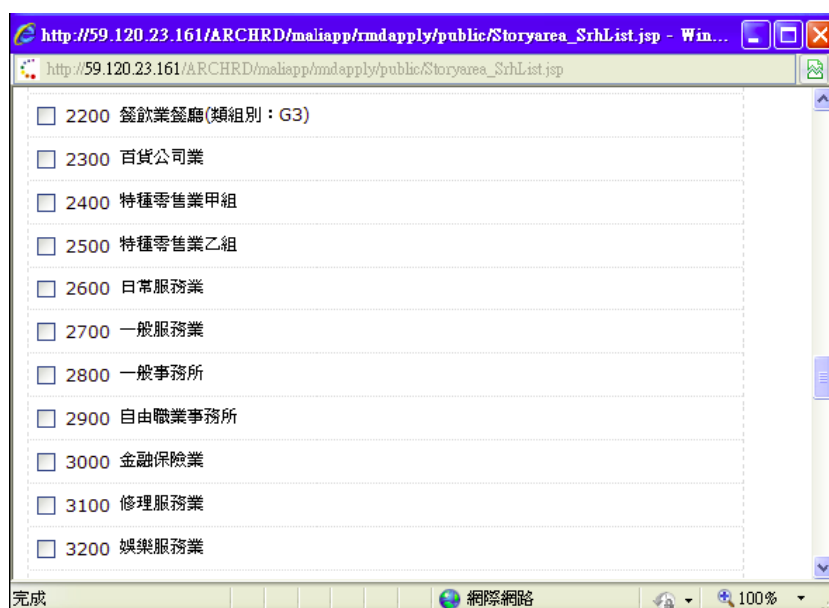 http://59.120.23.161/ARCHRD/maliapp/rmdapply/public/Storyarea_SrhList.jsp - Win...
http://59.120.23.161/ARCHRD/maliapp/rmdapply/public/Storyarea_SrhList.jsp
2200 餐飲業餐廳(類組別：G3)
2300 百貨公司業
2400 特種零售業甲組
2500 特種零售業乙組
2600 日常服務業
2700 一般服務業
2800 一般事務所
2900 自由職業事務所
3000 金融保險業
3100 修理服務業
3200 娛樂服務業
完成 網際網路 100%